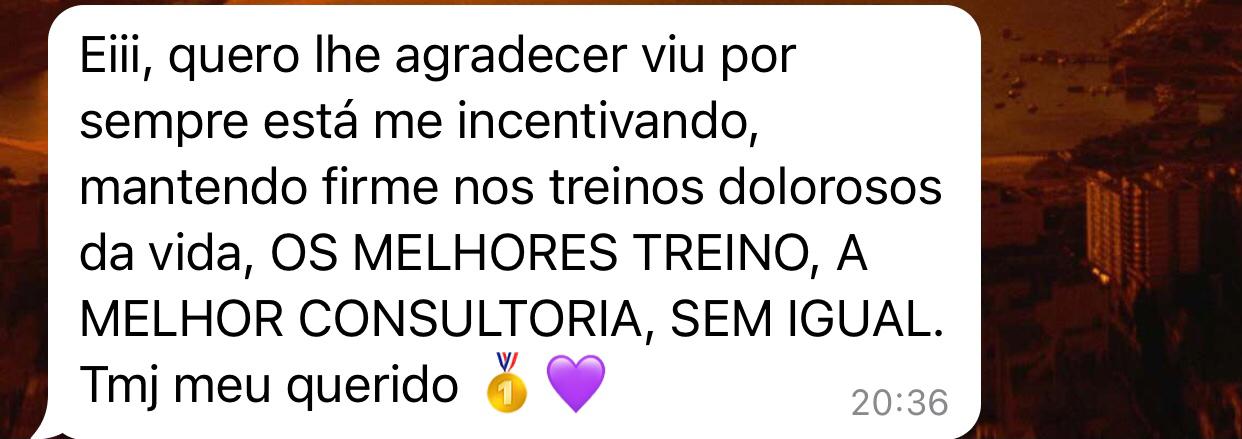 Eiii, quero lhe agradecer viu por
sempre está me incentivando,
mantendo firme nos treinos dolorosos
da vida, OS MELHORES TREINO, A
MELHOR CONSULTORIA, SEM IGUAL.
Tmj meu querido 🥇💜
20:36